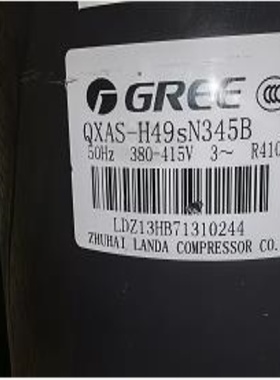 GREE
QXAS-H49sN345B
50Hz 380-415V 3~ R410
LDZ13HB71310244
ZHUHAI LANDA COMPRESSOR CO.